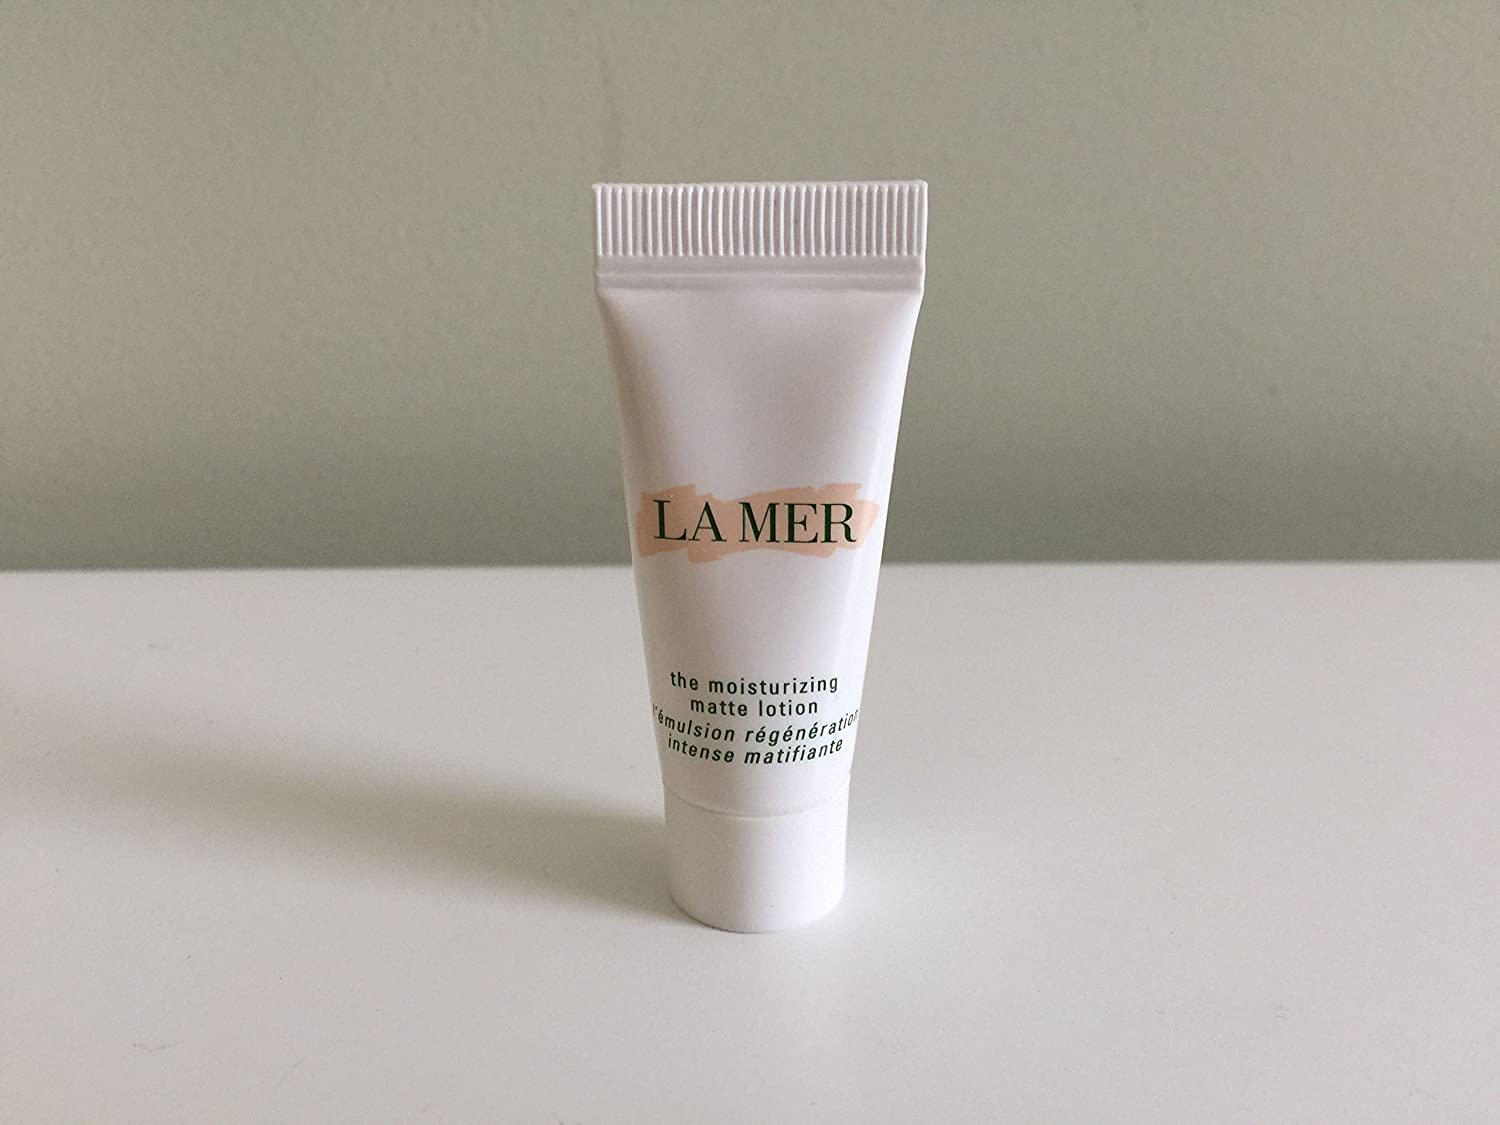 LA MER
the moisturizing
matte lotion
l'émulsion régénération
intense matifiante